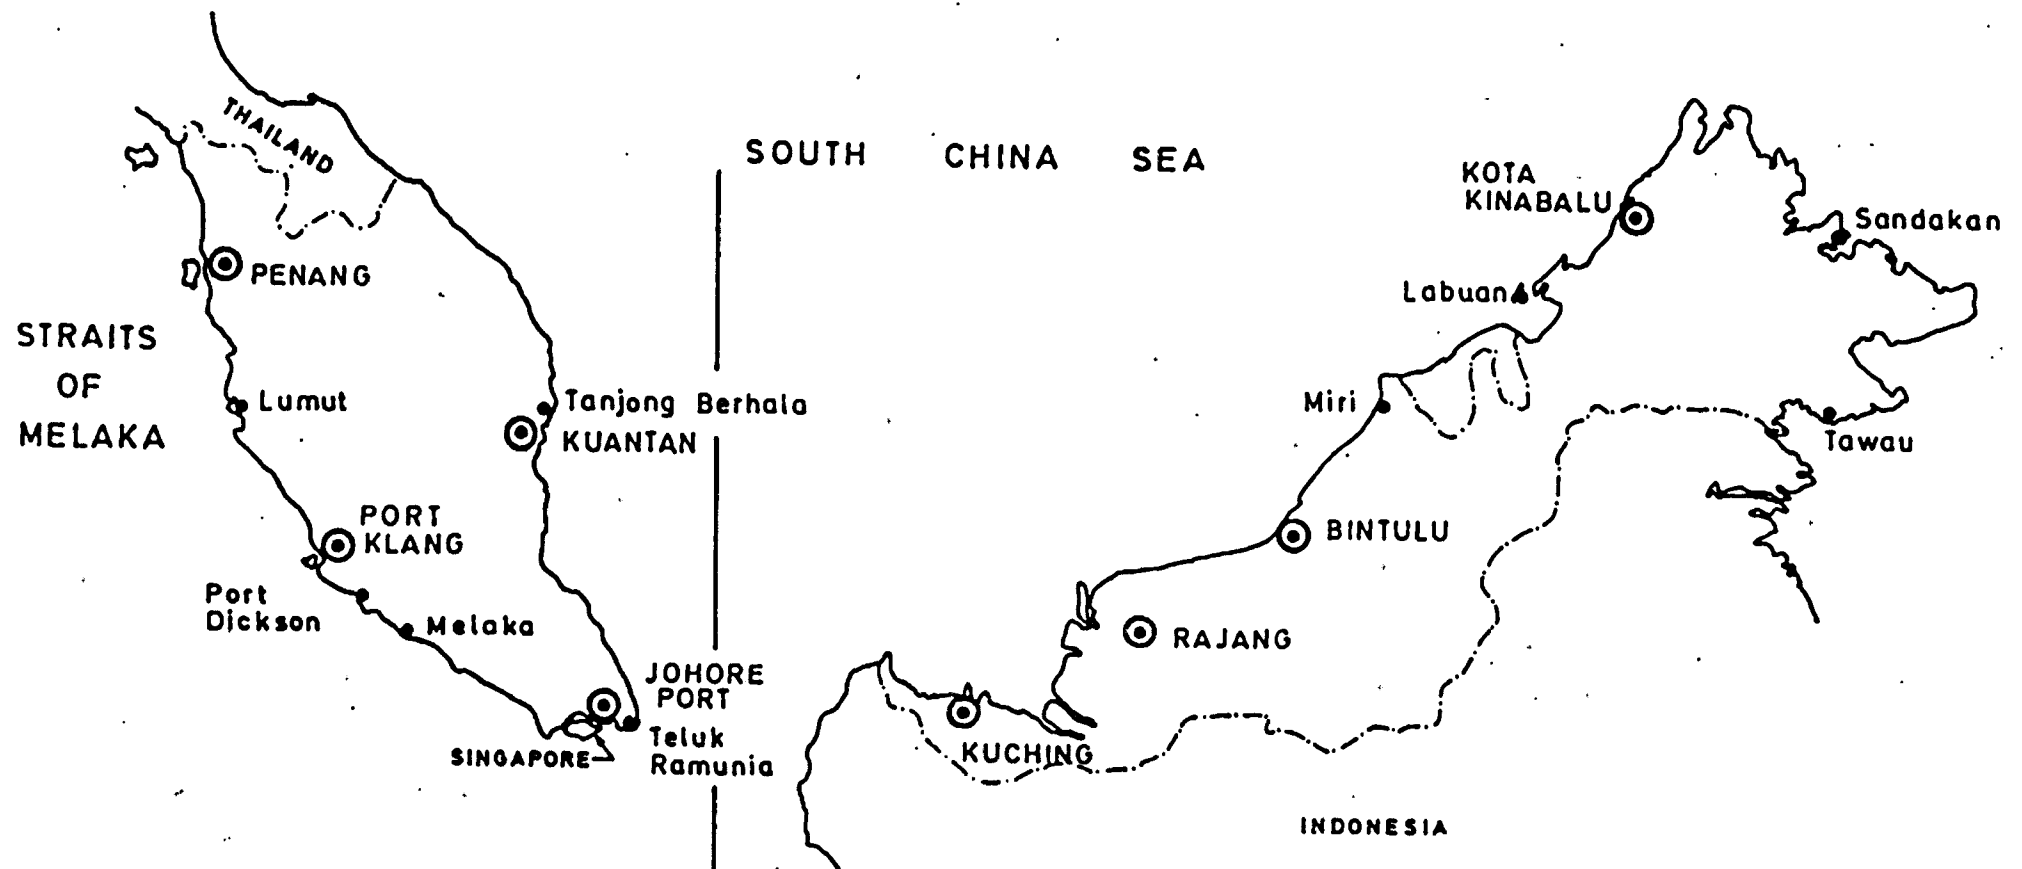 THAILAND
SOUTH CHINA SEA
KOTA
KINABALU
Sandakan
PENANG
Labuan
STRAITS
OF
MELAKA
Lumut
Tanjong Berhala
KUANTAN
Miri
Tawau
PORT
KLANG
BINTULU
Port
Dickson
Melaka
RAJANG
JOHORE
PORT
SINGAPORE
Teluk
Ramunia
KUCHING
INDONESIA